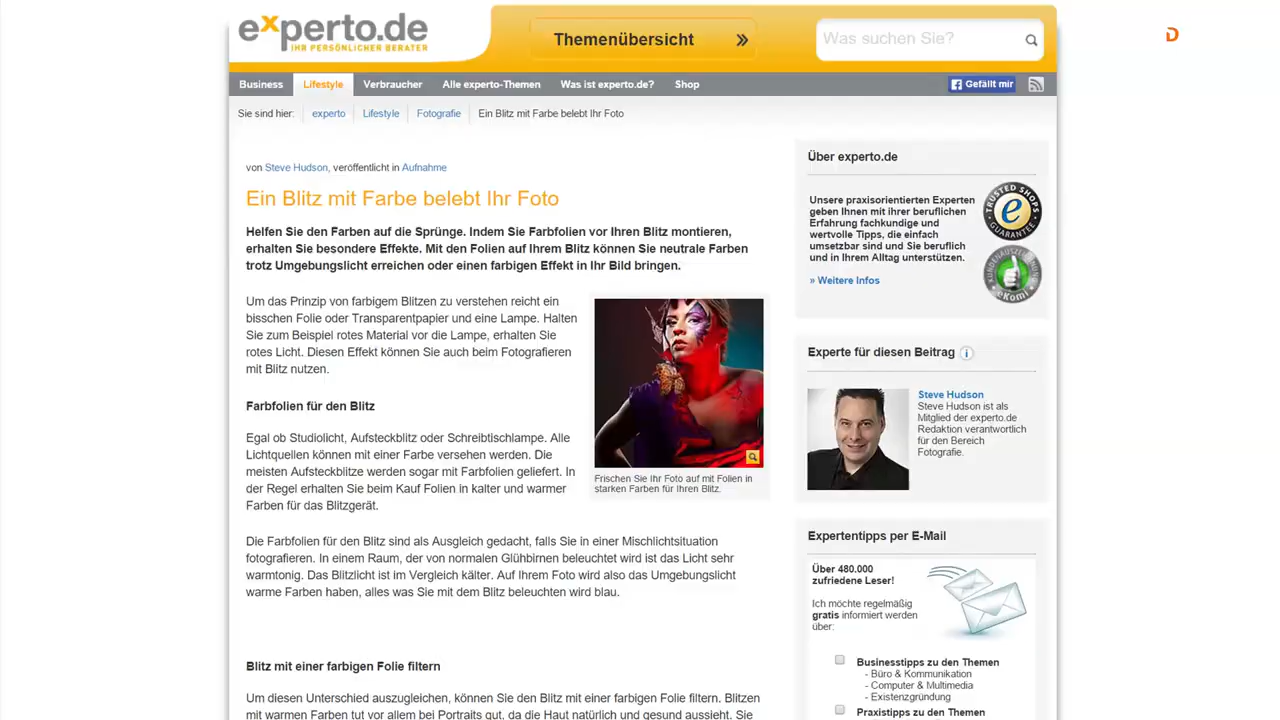 experto.de
IHR PERSÖNLICHER BERATER
Themenübersicht
Was suchen Sie?
Business
Lifestyle
Verbraucher
Alle experto-Themen
Was ist experto.de?
Shop
Gefällt mir
Sie sind hier:
experto
Lifestyle
Fotografie
Ein Blitz mit Farbe belebt Ihr Foto
von Steve Hudson, veröffentlicht in Aufnahme
Ein Blitz mit Farbe belebt Ihr Foto
Helfen Sie den Farben auf die Sprünge. Indem Sie Farbfolien vor Ihren Blitz montieren,
erhalten Sie besondere Effekte. Mit den Folien auf Ihrem Blitz können Sie neutrale Farben
trotz Umgebungslicht erreichen oder einen farbigen Effekt in Ihr Bild bringen.
Um das Prinzip von farbigem Blitzen zu verstehen reicht ein
bisschen Folie oder Transparentpapier und eine Lampe. Halten
Sie zum Beispiel rotes Material vor die Lampe, erhalten Sie
rotes Licht. Diesen Effekt können Sie auch beim Fotografieren
mit Blitz nutzen.
Farbfolien für den Blitz
Egal ob Studiolicht, Aufsteckblitz oder Schreibtischlampe. Alle
Lichtquellen können mit einer Farbe versehen werden. Die
meisten Aufsteckblitze werden sogar mit Farbfolien geliefert. In
der Regel erhalten Sie beim Kauf Folien in kalter und warmer
Farben für das Blitzgerät.
Frischen Sie Ihr Foto auf mit Folien in
starken Farben für Ihren Blitz.
Die Farbfolien für den Blitz sind als Ausgleich gedacht, falls Sie in einer Mischlichtsituation
fotografieren. In einem Raum, der von normalen Glühbirnen beleuchtet wird ist das Licht sehr
warmtonig. Das Blitzlicht ist im Vergleich kälter. Auf Ihrem Foto wird also das Umgebungslicht
warme Farben haben, alles was Sie mit dem Blitz beleuchten wird blau.
Blitz mit einer farbigen Folie filtern
Um diesen Unterschied auszugleichen, können Sie den Blitz mit einer farbigen Folie filtern. Blitzen
mit warmen Farben tut vor allem bei Portraits gut, da die Haut natürlich und gesund aussieht. Sie
Über experto.de
Unsere praxisorientierten Experten
geben Ihnen mit ihrer beruflichen
Erfahrung fachkundige und
wertvolle Tipps, die einfach
umsetzbar sind und Sie beruflich
und in Ihrem Alltag unterstützen.
» Weitere Infos
TRUSTED SHOPS
e
GUARANTEE
KUNDENAUSZEICHNUNG
eKomi
Experte für diesen Beitrag
i
Steve Hudson
Steve Hudson ist als
Mitglied der experto.de
Redaktion verantwortlich
für den Bereich
Fotografie.
Expertentipps per E-Mail
Über 480.000
zufriedene Leser!
Ich möchte regelmäßig
gratis informiert werden
über:
Businesstipps zu den Themen
- Büro & Kommunikation
- Computer & Multimedia
- Existenzgründung
Praxistipps zu den Themen
D